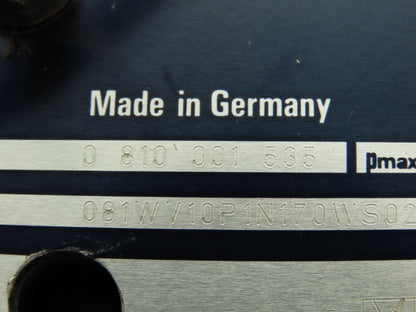 Made in Germany
0 810 001 535
pmax
081WV10P1N170WS02